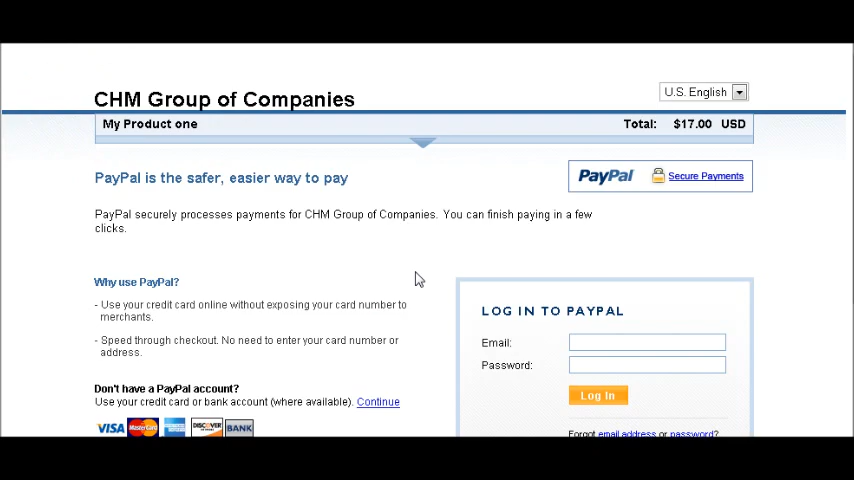 CHM Group of Companies
U.S. English
My Product one
Total: $17.00 USD
PayPal is the safer, easier way to pay
PayPal Secure Payments
PayPal securely processes payments for CHM Group of Companies. You can finish paying in a few
clicks.
Why use PayPal?
- Use your credit card online without exposing your card number to
merchants.
- Speed through checkout. No need to enter your card number or
address.
Don't have a PayPal account?
Use your credit card or bank account (where available). Continue
VISA MasterCard DISCOVER BANK
LOG IN TO PAYPAL
Email:
Password:
Log In
Forgot email address or password?